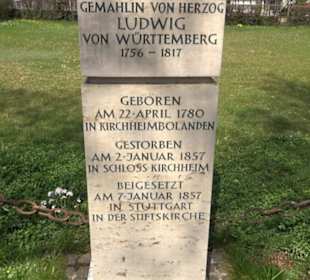 GEMAHLIN VON HERZOG
LUDWIG
VON WÜRTTEMBERG
1756 – 1817
GEBOREN
AM 22·APRIL 1780
IN KIRCHHEIMBOLANDEN
GESTORBEN
AM 2·JANUAR 1857
IN SCHLOSS KIRCHHEIM
BEIGESETZT
AM 7·JANUAR 1857
IN STUTTGART
IN DER STIFTSKIRCHE